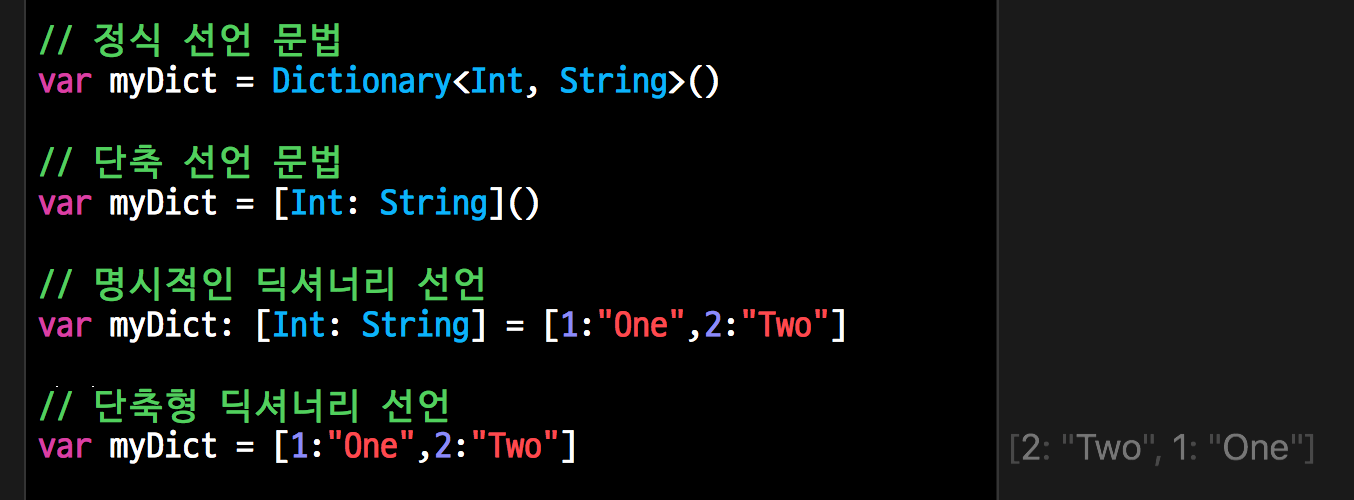 // 정식 선언 문법
var myDict = Dictionary<Int, String>()
// 단축 선언 문법
var myDict = [Int: String]()
// 명시적인 딕셔너리 선언
var myDict: [Int: String] = [1:"One",2:"Two"]
// 단축형 딕셔너리 선언
var myDict = [1:"One",2:"Two"]
[2: "Two", 1: "One"]